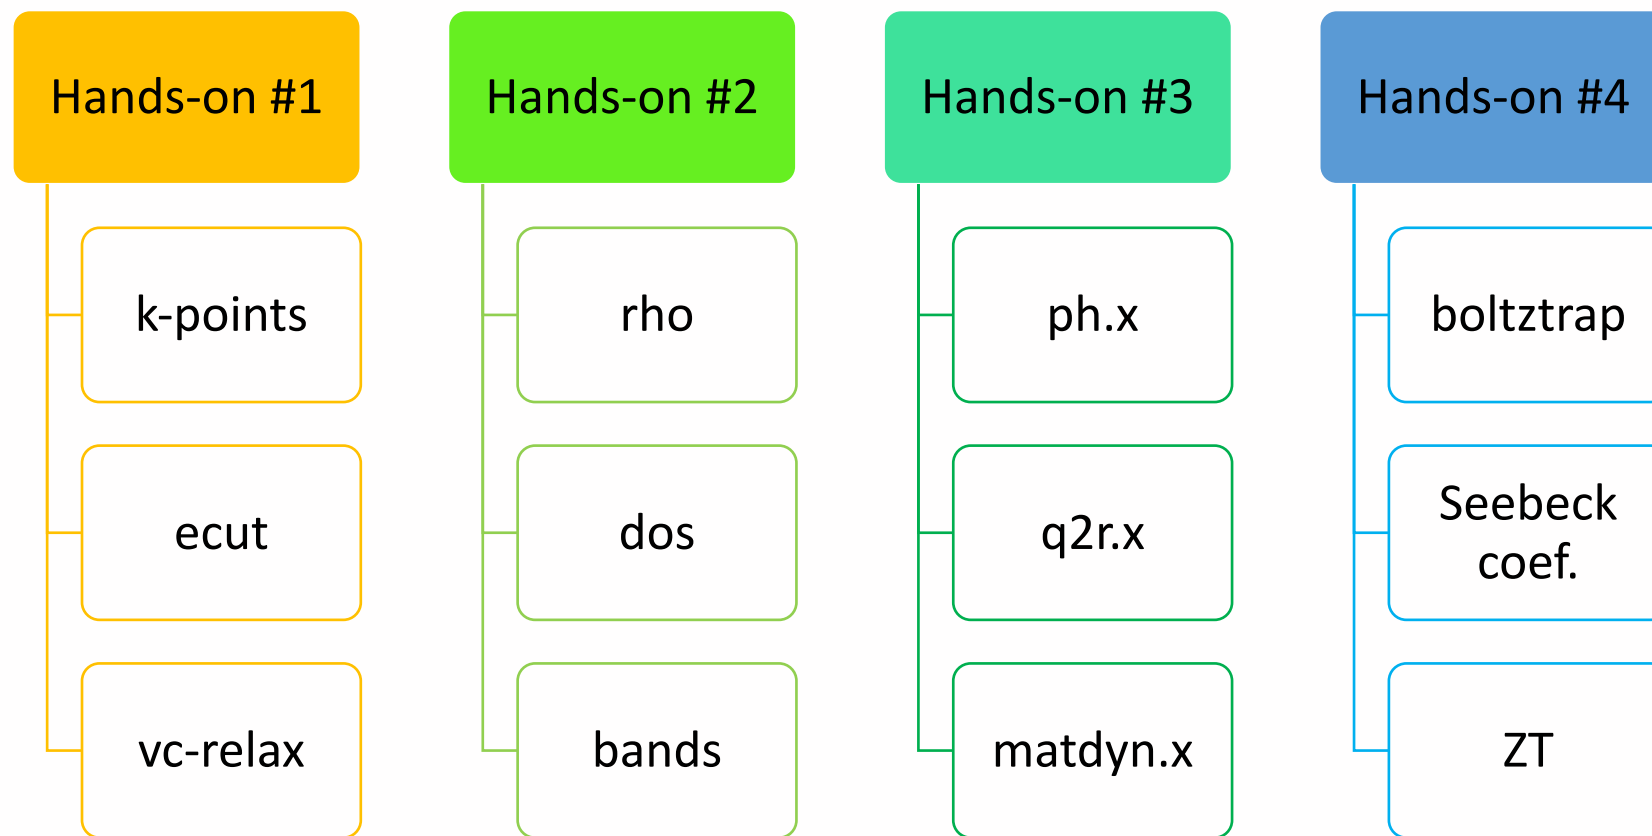 Hands-on #1
k-points
ecut
vc-relax
Hands-on #2
rho
dos
bands
Hands-on #3
ph.x
q2r.x
matdyn.x
Hands-on #4
boltztrap
Seebeck
coef.
ZT